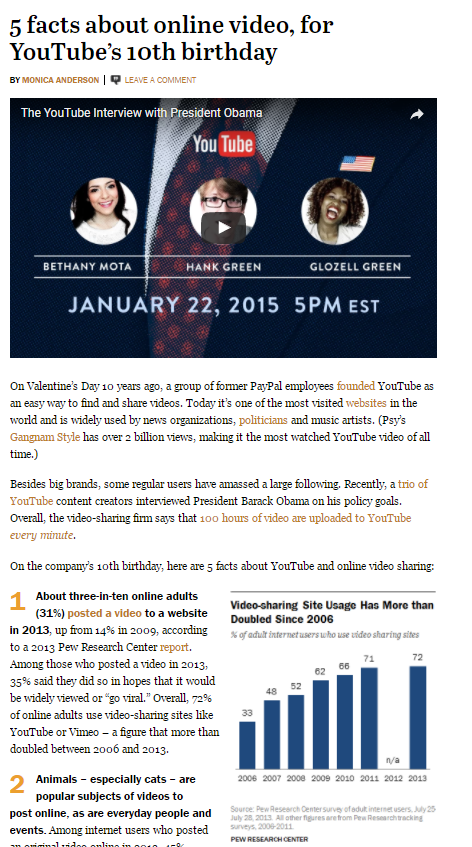 5 facts about online video, for
YouTube’s 10th birthday
BY MONICA ANDERSON | LEAVE A COMMENT
The YouTube Interview with President Obama
You Tube
BETHANY MOTA HANK GREEN GLOZELL GREEN
JANUARY 22, 2015 5PM EST
On Valentine’s Day 10 years ago, a group of former PayPal employees founded YouTube as
an easy way to find and share videos. Today it’s one of the most visited websites in the
world and is widely used by news organizations, politicians and music artists. (Psy’s
Gangnam Style has over 2 billion views, making it the most watched YouTube video of all
time.)
Besides big brands, some regular users have amassed a large following. Recently, a trio of
YouTube content creators interviewed President Barack Obama on his policy goals.
Overall, the video-sharing firm says that 100 hours of video are uploaded to YouTube
every minute.
On the company’s 10th birthday, here are 5 facts about YouTube and online video sharing:
1 About three-in-ten online adults
(31%) posted a video to a website
in 2013, up from 14% in 2009, according
to a 2013 Pew Research Center report.
Among those who posted a video in 2013,
35% said they did so in hopes that it would
be widely viewed or “go viral.” Overall, 72%
of online adults use video-sharing sites like
YouTube or Vimeo – a figure that more than
doubled between 2006 and 2013.
2 Animals – especially cats – are
popular subjects of videos to
post online, as are everyday people and
events. Among internet users who posted
an original video online in 2013, 45%
Video-sharing Site Usage Has More than
Doubled Since 2006
% of adult internet users who use video sharing sites
33 48 52 62 66 71 n/a 72
2006 2007 2008 2009 2010 2011 2012 2013
Source: Pew Research Center survey of adult internet users, July 25-
July 28, 2013. All other figures are from Pew Research tracking
surveys, 2006-2011.
PEW RESEARCH CENTER